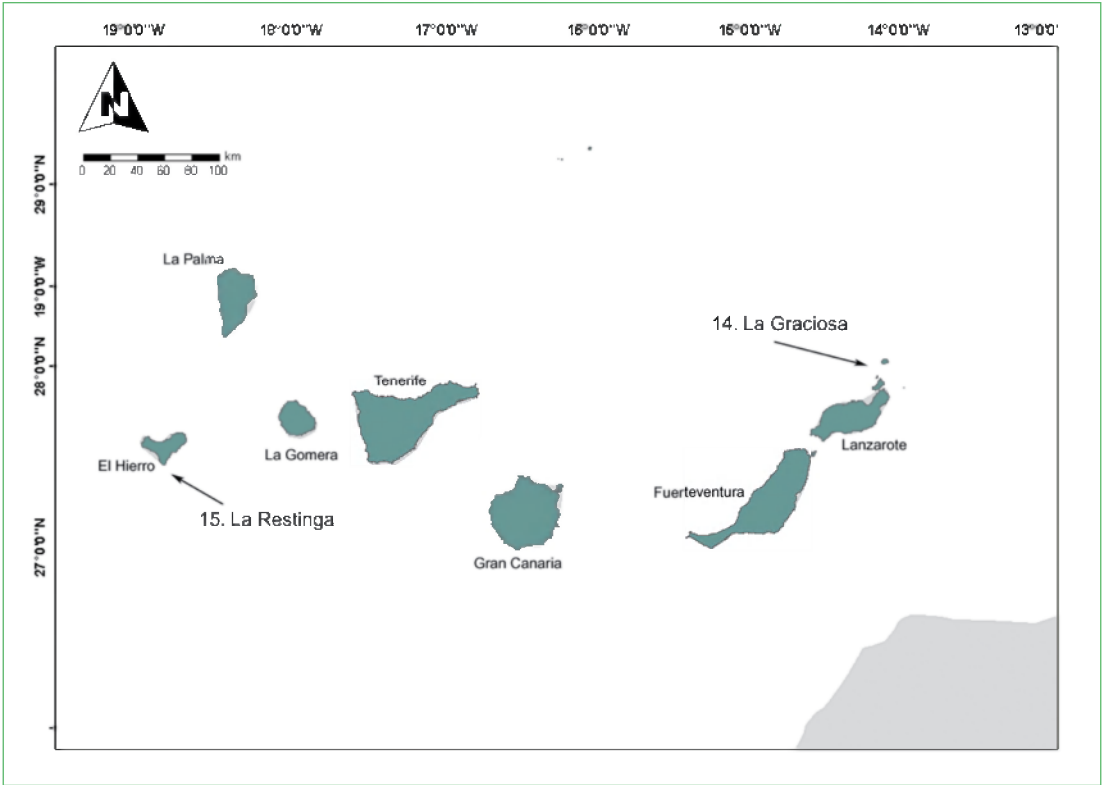 19°0'0"W 18°0'0"W 17°0'0"W 16°0'0"W 15°0'0"W 14°0'0"W 13°0'0'
N
km
0 20 40 60 80 100
29°0'0"N
La Palma
19°0'0"W
14. La Graciosa
28°0'0"N
Tenerife
Lanzarote
La Gomera
El Hierro
Fuerteventura
15. La Restinga
27°0'0"N
Gran Canaria